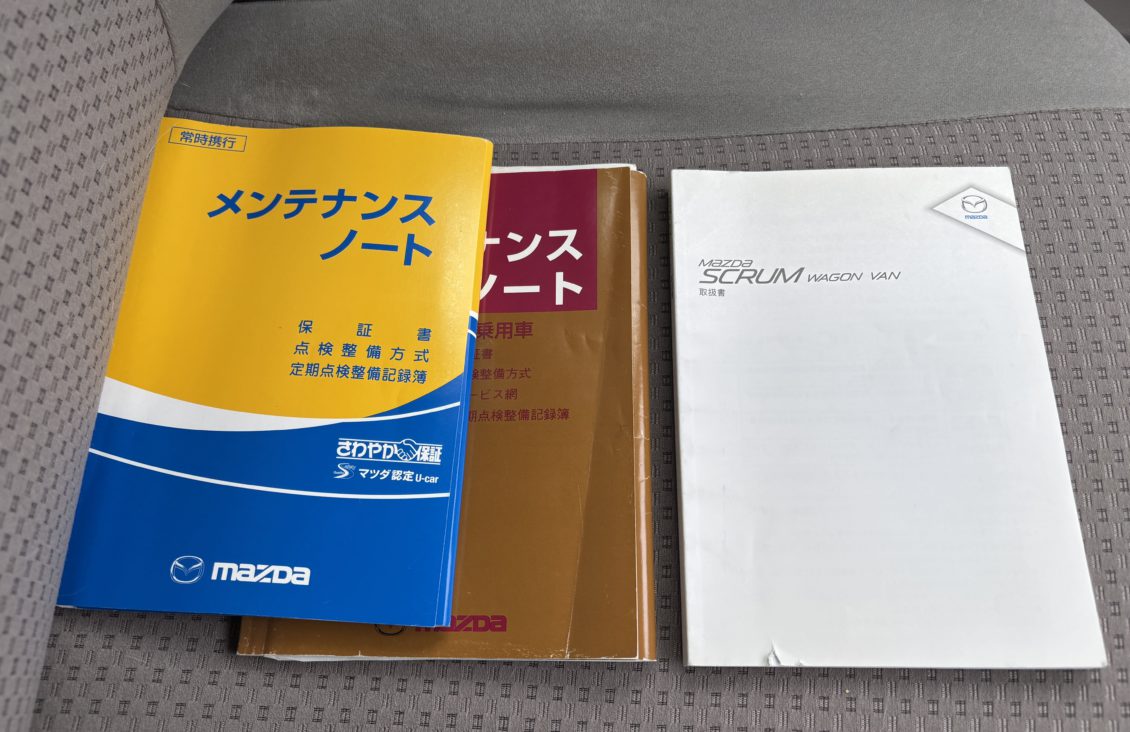 常時携行
メンテナンス
ノート
保証書
点検整備方式
定期点検整備記録簿
さわやか保証
マツダ認定U-car
mazda
ナンス
ノート
乗用車
証書
検整備方式
ービス網
期点検整備記録簿
mazda
mazda
Mazda
SCRUM WAGON VAN
取扱書